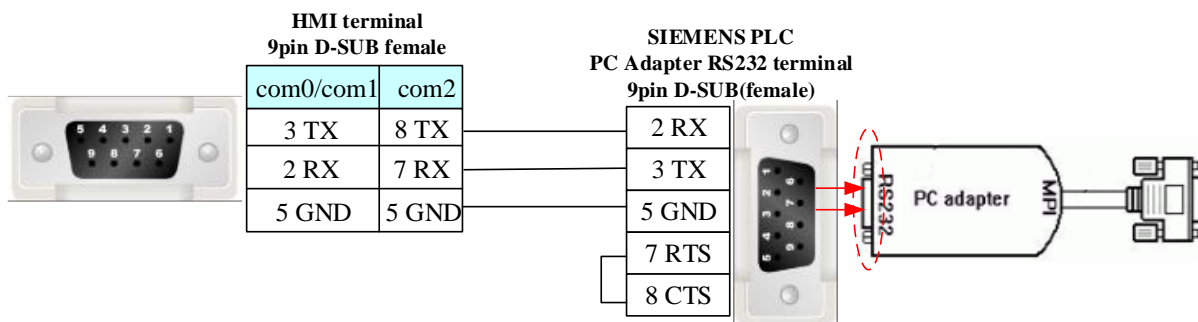 HMI terminal
9pin D-SUB female
com0/com1 com2
3 TX 8 TX
2 RX 7 RX
5 GND 5 GND
5 4 3 2 1
9 8 7 6
SIEMENS PLC
PC Adapter RS232 terminal
9pin D-SUB(female)
2 RX
3 TX
5 GND
7 RTS
8 CTS
1 2 3 4 5
6 7 8 9
RS232
PC adapter
MPI